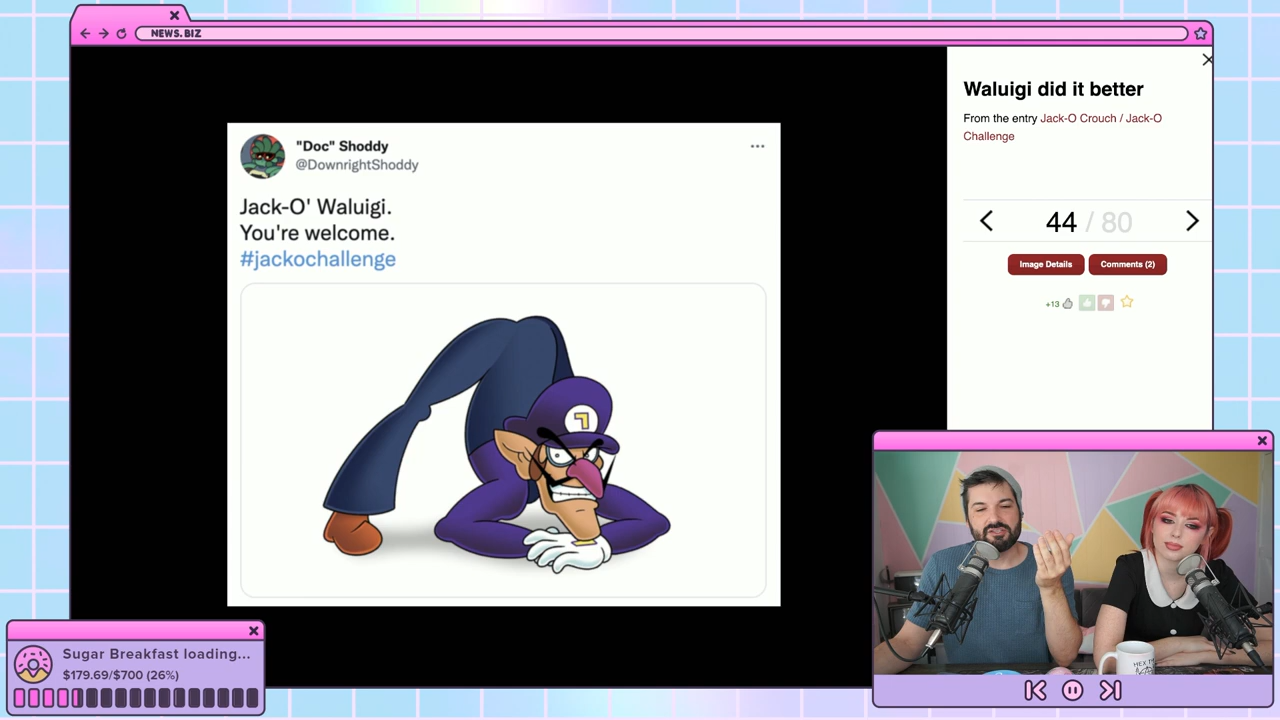 NEWS.BIZ
"Doc" Shoddy
@DownrightShoddy
Jack-O' Waluigi.
You're welcome.
#jackochallenge
Waluigi did it better
From the entry Jack-O Crouch / Jack-O
Challenge
44 / 80
Image Details
Comments (2)
+13
Sugar Breakfast loading...
$179.69/$700 (26%)
HEX